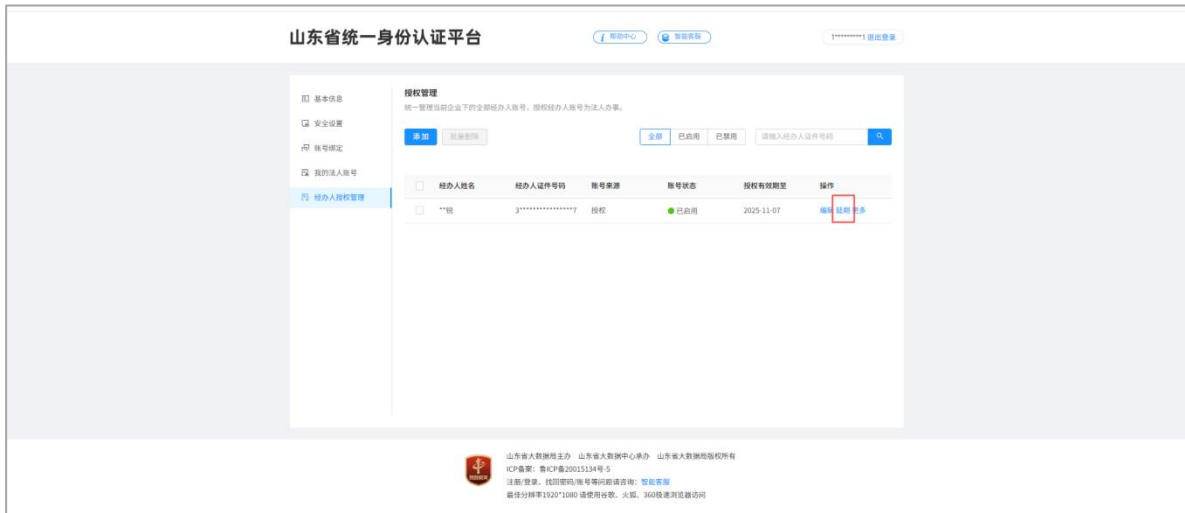 山东省统一身份认证平台
帮助中心 智能客服
1*********1 退出登录
基本信息
安全设置
账号绑定
我的法人账号
经办人授权管理
授权管理
统一管理当前企业下的全部经办人账号，授权经办人账号为法人办事。
添加 批量删除 全部 已启用 已禁用 请输入经办人证件号码
经办人姓名 经办人证件号码 账号来源 账号状态 授权有效期至 操作
**锐 3****************7 授权 已启用 2025-11-07 编辑 延期 更多
山东省大数据局主办 山东省大数据中心承办 山东省大数据局版权所有
ICP备案：鲁ICP备20015134号-5
注册/登录、找回密码/账号等问题请咨询：智能客服
最佳分辨率1920*1080 请使用谷歌、火狐、360极速浏览器访问